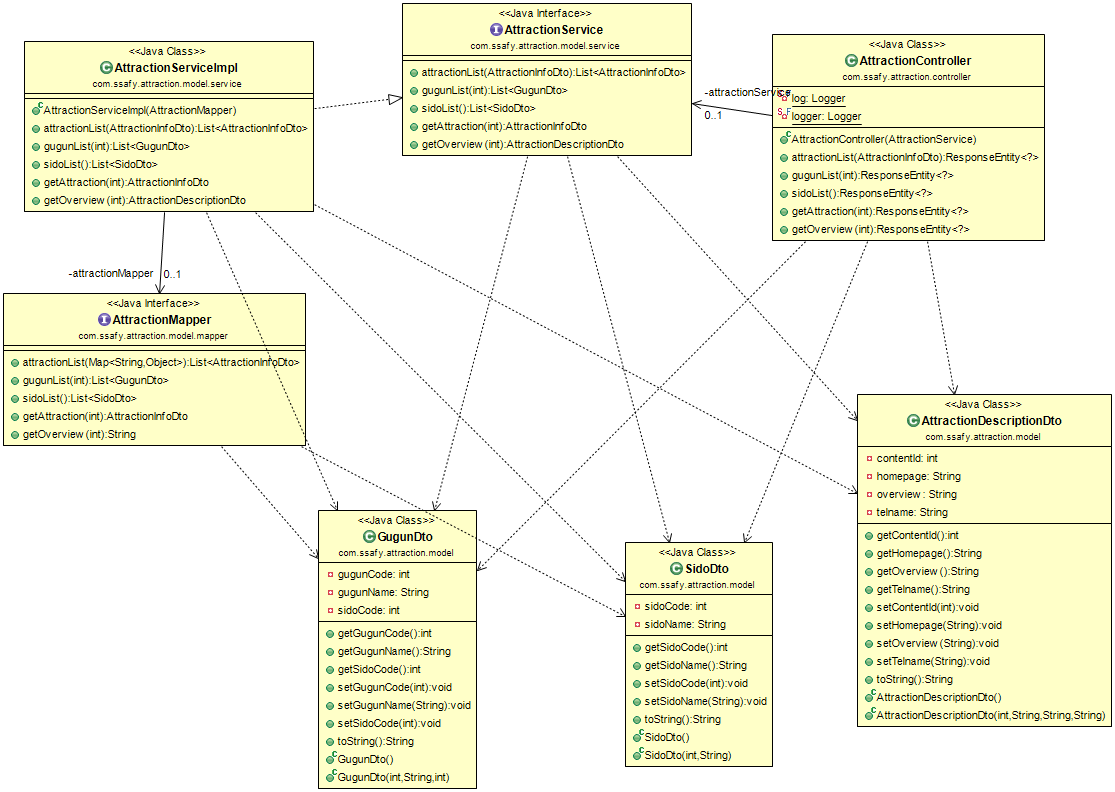 <<Java Class>>
AttractionServiceImpl
com.ssafy.attraction.model.service
AttractionServiceImpl(AttractionMapper)
attractionList(AttractionInfoDto):List<AttractionInfoDto>
gugunList(int):List<GugunDto>
sidoList():List<SidoDto>
getAttraction(int):AttractionInfoDto
getOverview(int):AttractionDescriptionDto
<<Java Interface>>
AttractionService
com.ssafy.attraction.model.service
attractionList(AttractionInfoDto):List<AttractionInfoDto>
gugunList(int):List<GugunDto>
sidoList():List<SidoDto>
getAttraction(int):AttractionInfoDto
getOverview(int):AttractionDescriptionDto
-attractionService
0..1
<<Java Class>>
AttractionController
com.ssafy.attraction.controller
log: Logger
logger: Logger
AttractionController(AttractionService)
attractionList(AttractionInfoDto):ResponseEntity<?>
gugunList(int):ResponseEntity<?>
sidoList():ResponseEntity<?>
getAttraction(int):ResponseEntity<?>
getOverview(int):ResponseEntity<?>
-attractionMapper
0..1
<<Java Interface>>
AttractionMapper
com.ssafy.attraction.model.mapper
attractionList(Map<String,Object>):List<AttractionInfoDto>
gugunList(int):List<GugunDto>
sidoList():List<SidoDto>
getAttraction(int):AttractionInfoDto
getOverview(int):String
<<Java Class>>
GugunDto
com.ssafy.attraction.model
gugunCode: int
gugunName: String
sidoCode: int
getGugunCode():int
getGugunName():String
getSidoCode():int
setGugunCode(int):void
setGugunName(String):void
setSidoCode(int):void
toString():String
GugunDto()
GugunDto(int,String,int)
<<Java Class>>
SidoDto
com.ssafy.attraction.model
sidoCode: int
sidoName: String
getSidoCode():int
getSidoName():String
setSidoCode(int):void
setSidoName(String):void
toString():String
SidoDto()
SidoDto(int,String)
<<Java Class>>
AttractionDescriptionDto
com.ssafy.attraction.model
contentId: int
homepage: String
overview: String
telname: String
getContentId():int
getHomepage():String
getOverview():String
getTelname():String
setContentId(int):void
setHomepage(String):void
setOverview(String):void
setTelname(String):void
toString():String
AttractionDescriptionDto()
AttractionDescriptionDto(int,String,String,String)